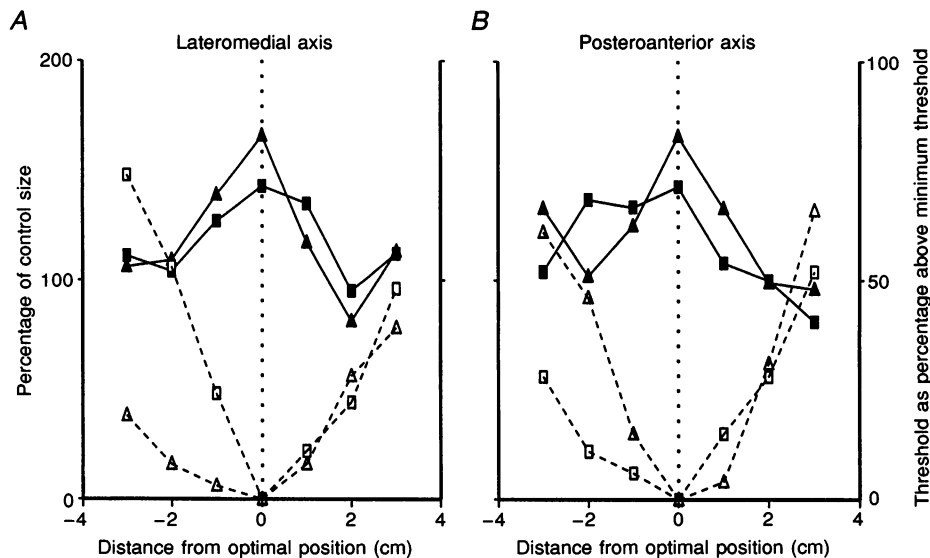 A
B
Lateromedial axis
Posteroanterior axis
Percentage of control size
200
100
0
−4
−2
0
2
4
Distance from optimal position (cm)
−4
−2
0
2
4
Distance from optimal position (cm)
100
50
0
Threshold as percentage above minimum threshold